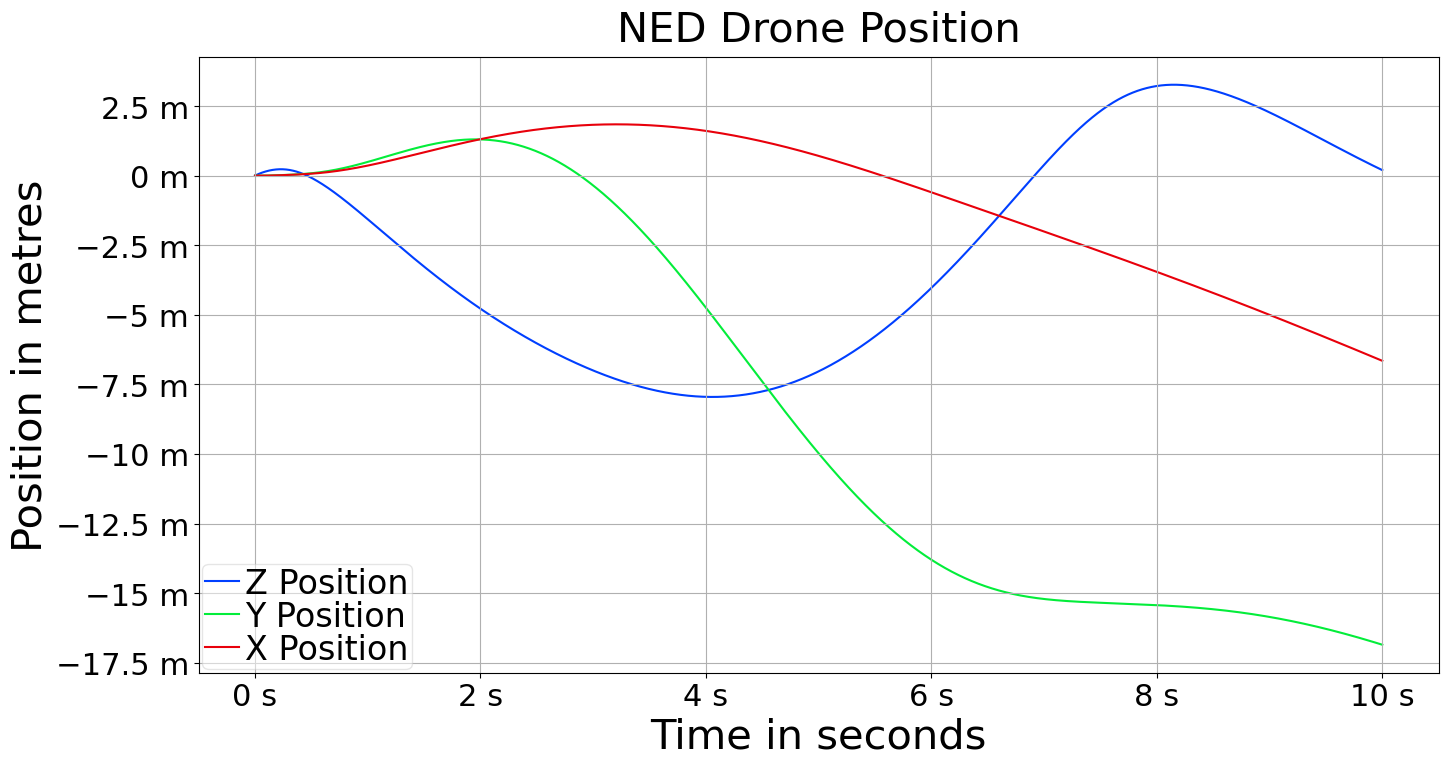 NED Drone Position
Position in metres
2.5 m
0 m
−2.5 m
−5 m
−7.5 m
−10 m
−12.5 m
−15 m
−17.5 m
Z Position
Y Position
X Position
0 s 2 s 4 s 6 s 8 s 10 s
Time in seconds